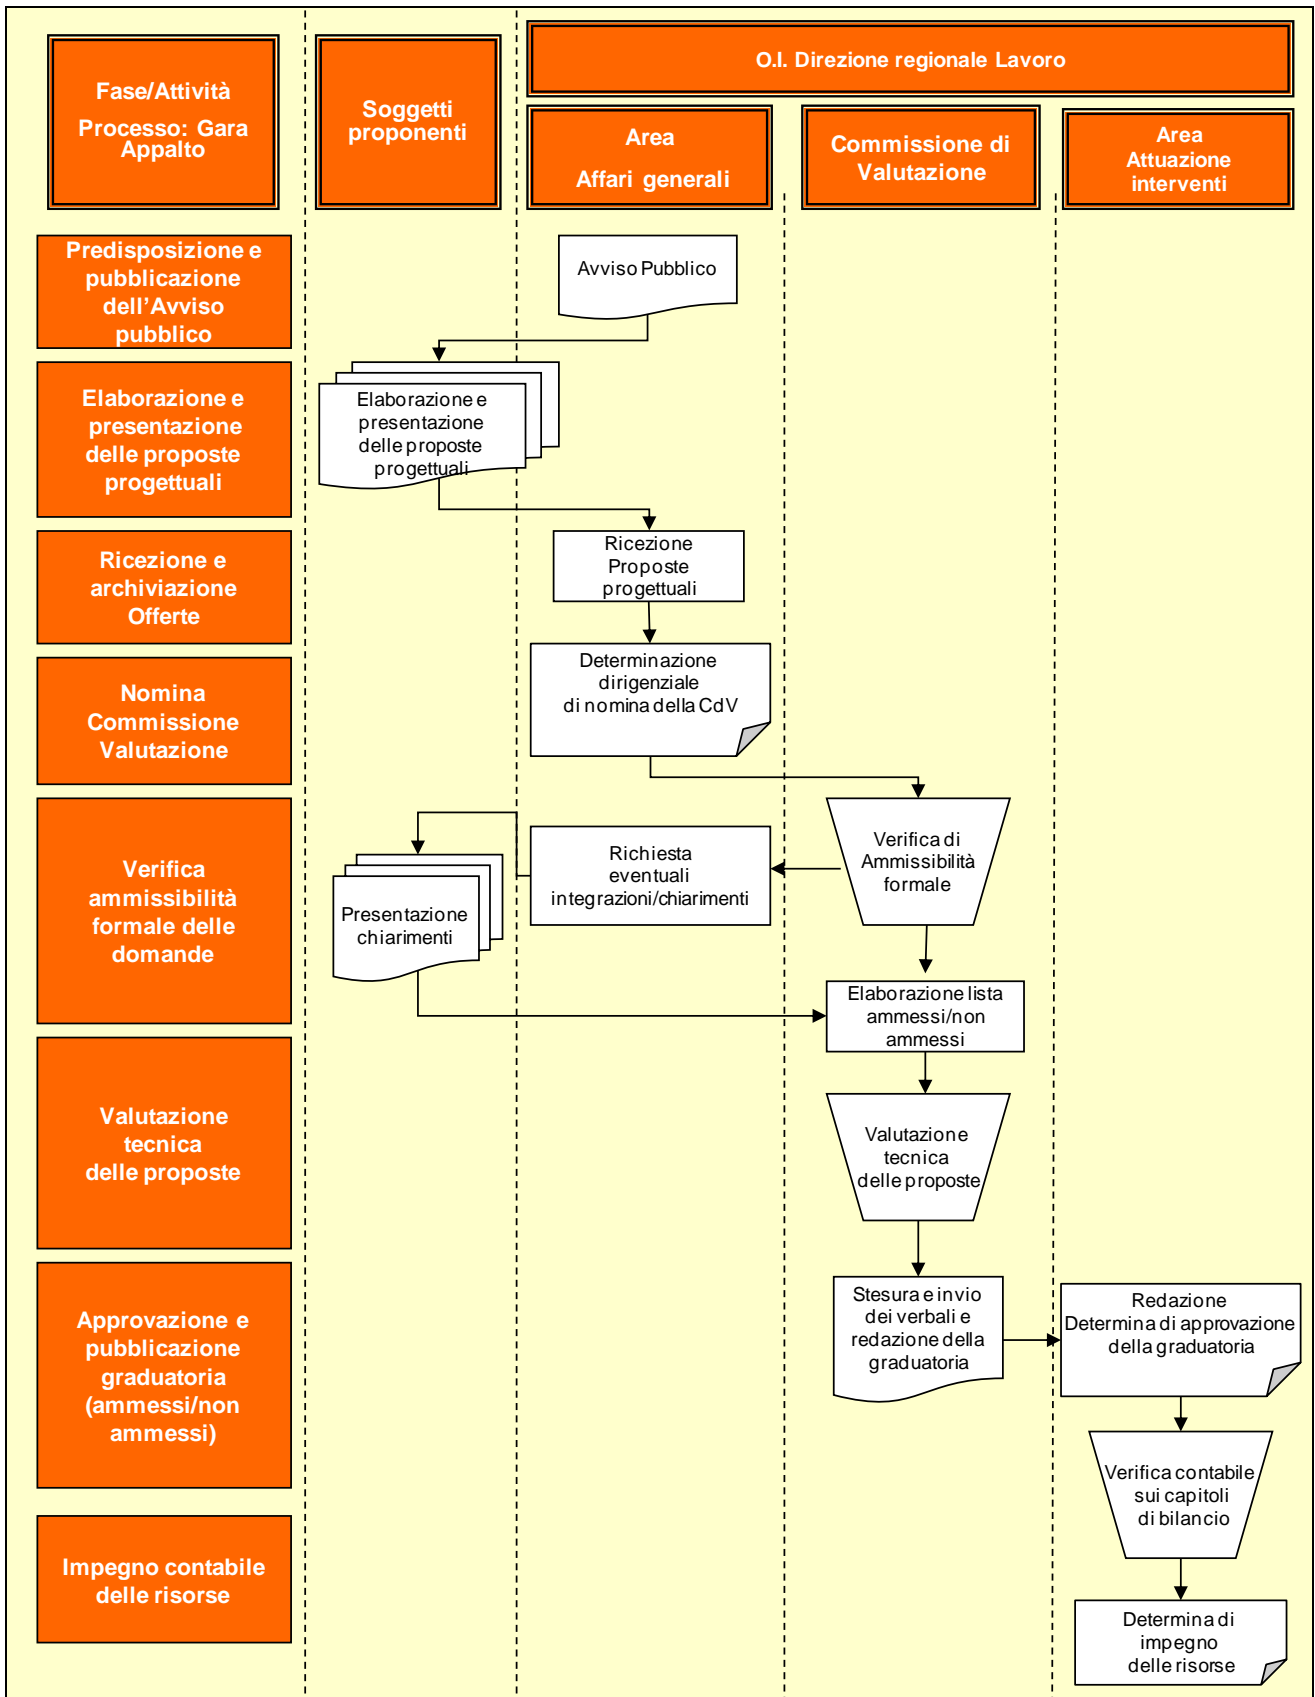 Fase/Attività
Processo: Gara
Appalto
Soggetti
proponenti
O.I. Direzione regionale Lavoro
Area
Affari generali
Commissione di
Valutazione
Area
Attuazione
interventi
Predisposizione e
pubblicazione
dell'Avviso
pubblico
Avviso Pubblico
Elaborazione e
presentazione
delle proposte
progettuali
Elaborazione e
presentazione
delle proposte
progettuali
Ricezione e
archiviazione
Offerte
Ricezione
Proposte
progettuali
Nomina
Commissione
Valutazione
Determinazione
dirigenziale
di nomina della CdV
Verifica
ammissibilità
formale delle
domande
Presentazione
chiarimenti
Richiesta
eventuali
integrazioni/chiarimenti
Verifica di
Ammissibilità
formale
Elaborazione lista
ammessi/non
ammessi
Valutazione
tecnica
delle proposte
Valutazione
tecnica
delle proposte
Approvazione e
pubblicazione
graduatoria
(ammessi/non
ammessi)
Stesura e invio
dei verbali e
redazione della
graduatoria
Redazione
Determina di approvazione
della graduatoria
Verifica contabile
sui capitoli
di bilancio
Impegno contabile
delle risorse
Determina di
impegno
delle risorse